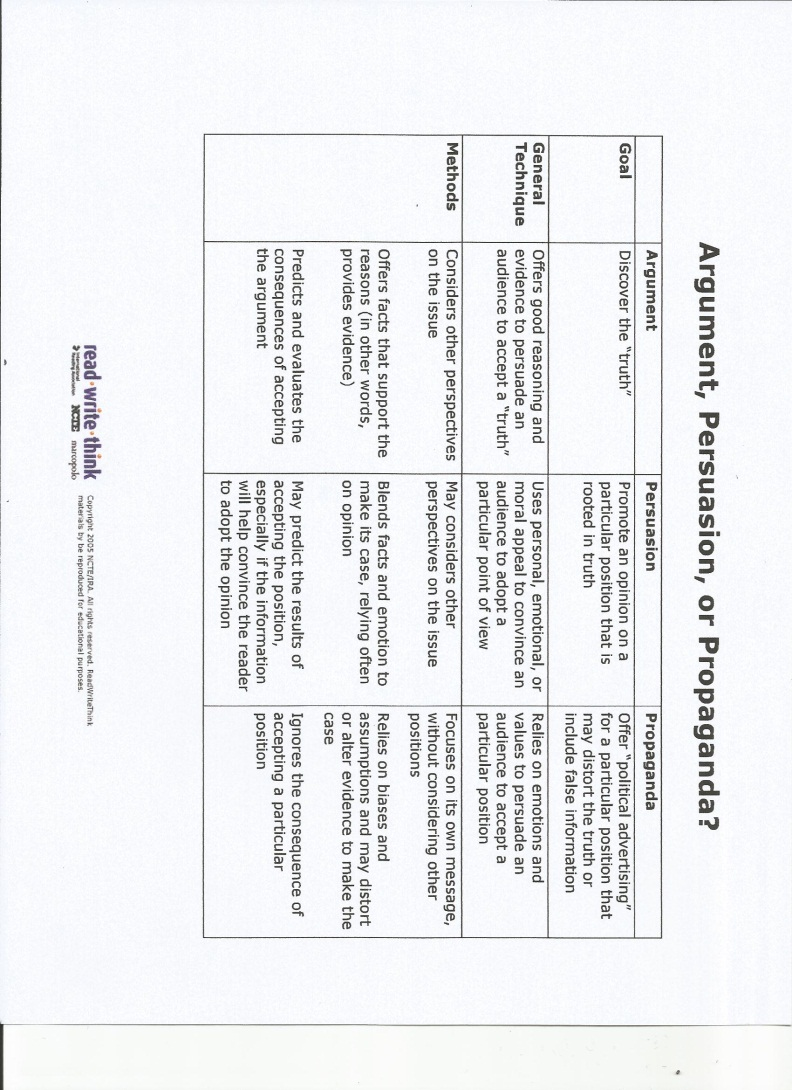 Argument, Persuasion, or Propaganda?
Argument
Persuasion
Propaganda
Goal
Discover the “truth”
Promote an opinion on a
particular position that is
rooted in truth
Offer “political advertising”
for a particular position that
may distort the truth or
include false information
General
Technique
Offers good reasoning and
evidence to persuade an
audience to accept a “truth”
Uses personal, emotional, or
moral appeal to convince an
audience to adopt a
particular point of view
Relies on emotions and
values to persuade an
audience to accept a
particular position
Methods
Considers other perspectives
on the issue
May considers other
perspectives on the issue
Focuses on its own message,
without considering other
positions
Offers facts that support the
reasons (in other words,
provides evidence)
Blends facts and emotion to
make its case, relying often
on opinion
Relies on biases and
assumptions and may distort
or alter evidence to make the
case
Predicts and evaluates the
consequences of accepting
the argument
May predict the results of
accepting the position,
especially if the information
will help convince the reader
to adopt the opinion
Ignores the consequence of
accepting a particular
position
read·write·think
International
Reading Association
NCTE
marcopolo
Copyright 2005 NCTE/IRA. All rights reserved. ReadWriteThink
materials by be reproduced for educational purposes.